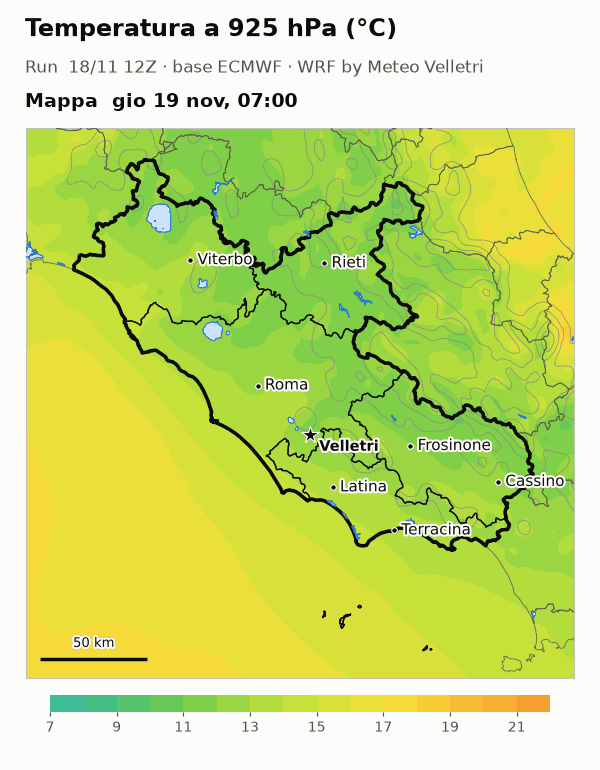 Temperatura a 925 hPa (°C)
Run  18/11 12Z · base ECMWF · WRF by Meteo Velletri
Mappa  gio 19 nov, 07:00
Viterbo
Rieti
Roma
Velletri
Frosinone
Latina
Cassino
Terracina
50 km
7 9 11 13 15 17 19 21